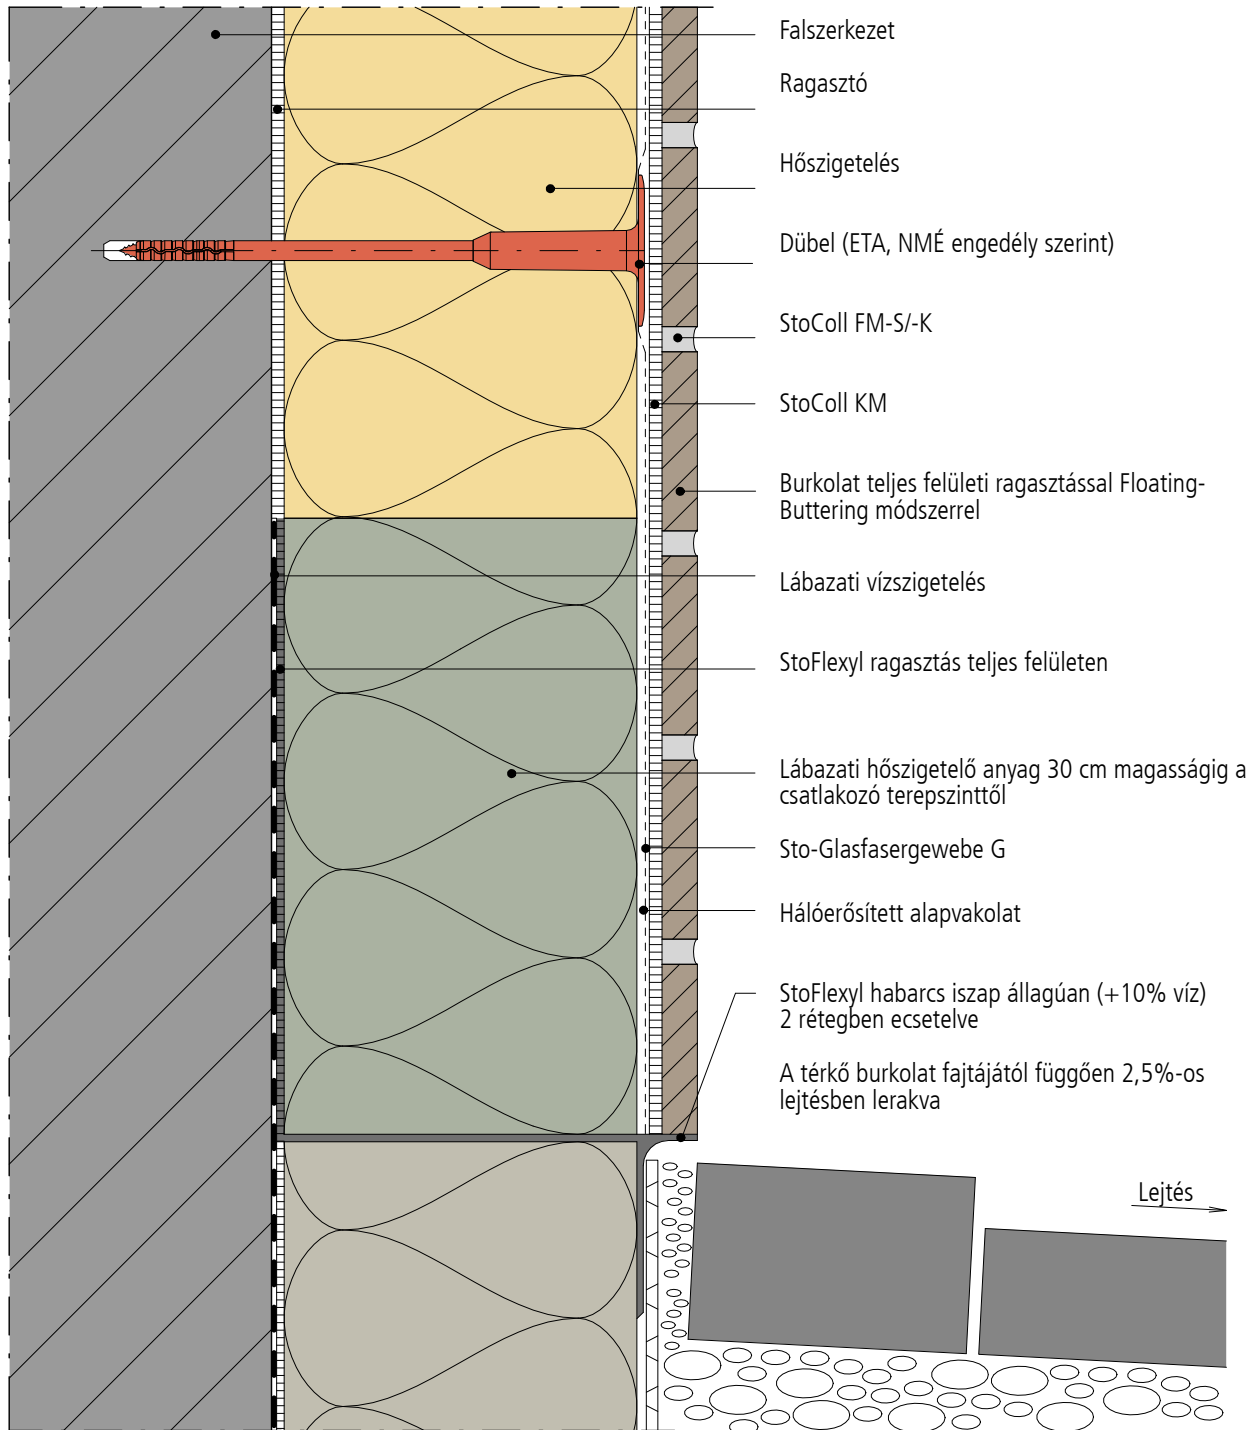 Falszerkezet
Ragasztó
Hőszigetelés
Dübel (ETA, NMÉ engedély szerint)
StoColl FM-S/-K
StoColl KM
Burkolat teljes felületi ragasztással Floating-
Buttering módszerrel
Lábazati vízszigetelés
StoFlexyl ragasztás teljes felületen
Lábazati hőszigetelő anyag 30 cm magasságig a
csatlakozó terepszinttől
Sto-Glasfasergewebe G
Hálóerősített alapvakolat
StoFlexyl habarcs iszap állagúan (+10% víz)
2 rétegben ecsetelve
A térkő burkolat fajtájától függően 2,5%-os
lejtésben lerakva
Lejtés